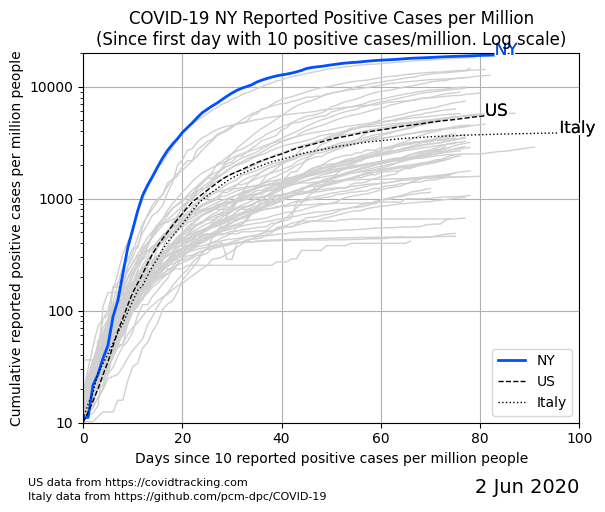 COVID-19 NY Reported Positive Cases per Million
(Since first day with 10 positive cases/million. Log scale)
Cumulative reported positive cases per million people
10000
1000
100
10
NY
US
Italy
NY
US
Italy
0 20 40 60 80 100
Days since 10 reported positive cases per million people
US data from https://covidtracking.com
Italy data from https://github.com/pcm-dpc/COVID-19
2 Jun 2020